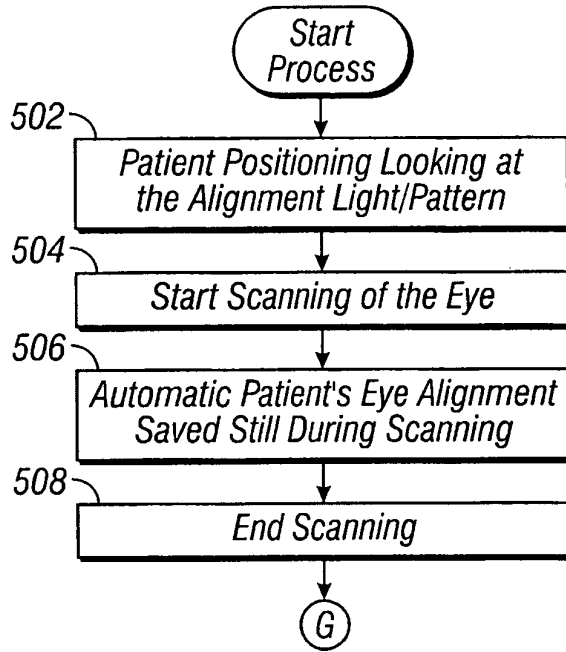 Start
Process
502
Patient Positioning Looking at
the Alignment Light/Pattern
504
Start Scanning of the Eye
506
Automatic Patient's Eye Alignment
Saved Still During Scanning
508
End Scanning
G